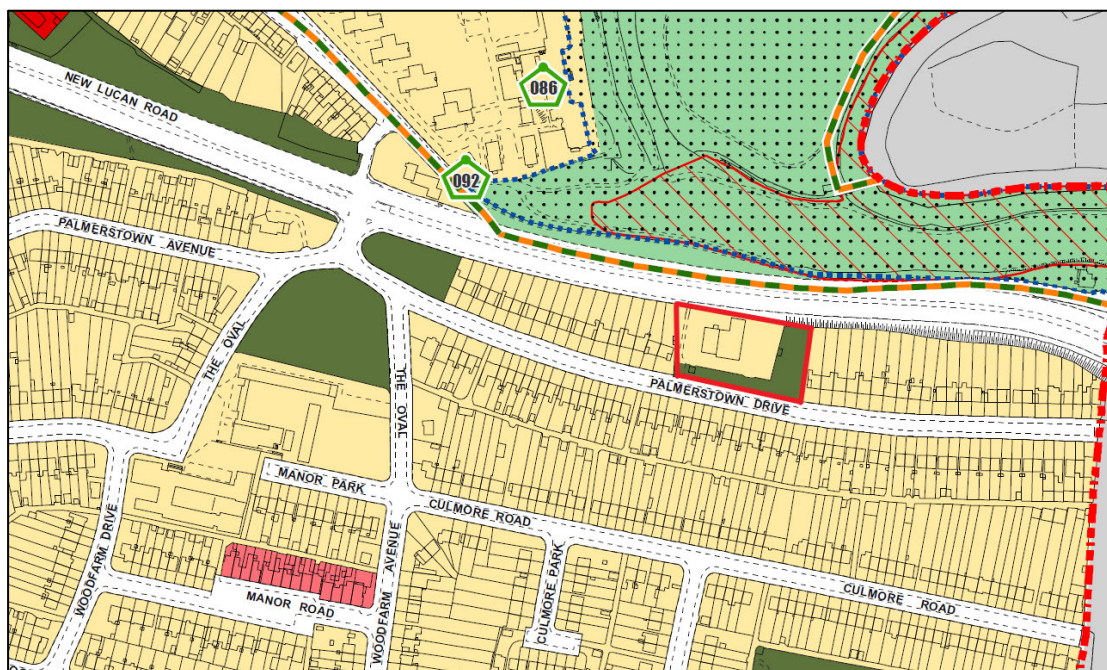 086
NEW LUCAN ROAD
092
PALMERSTOWN AVENUE
THE OVAL
THE OVAL
PALMERSTOWN DRIVE
MANOR PARK
CULMORE ROAD
WOODFARM DRIVE
WOODFARM AVENUE
CULMORE PARK
MANOR ROAD
CULMORE ROAD